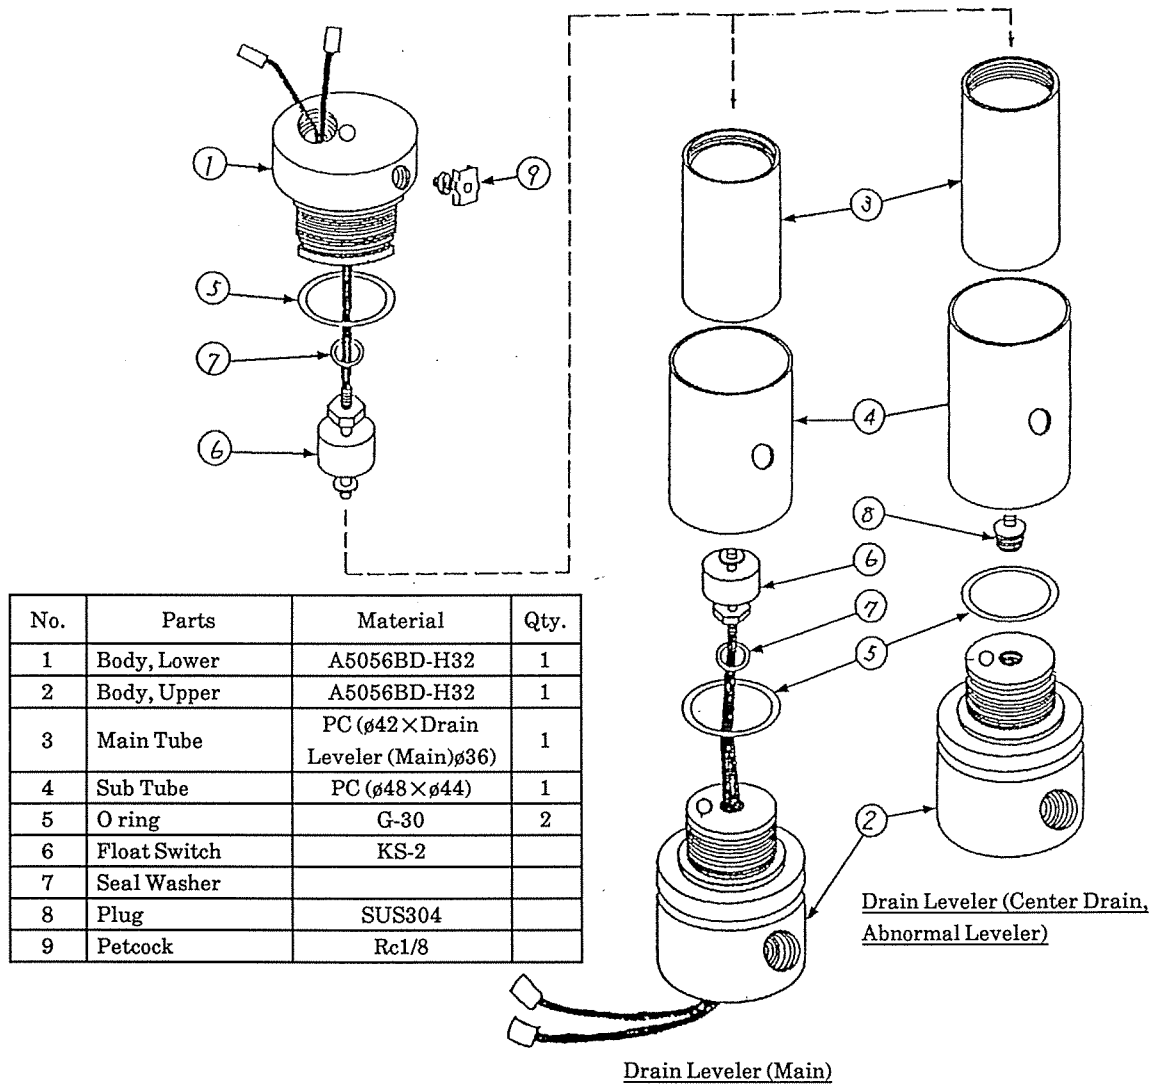 1
9
5
7
6
3
4
8
6
7
5
2
No. Parts Material Qty.
1 Body, Lower A5056BD-H32 1
2 Body, Upper A5056BD-H32 1
3 Main Tube PC (ø42×Drain Leveler (Main)ø36) 1
4 Sub Tube PC (ø48×ø44) 1
5 O ring G-30 2
6 Float Switch KS-2
7 Seal Washer
8 Plug SUS304
9 Petcock Rc1/8
Drain Leveler (Center Drain,
Abnormal Leveler)
Drain Leveler (Main)